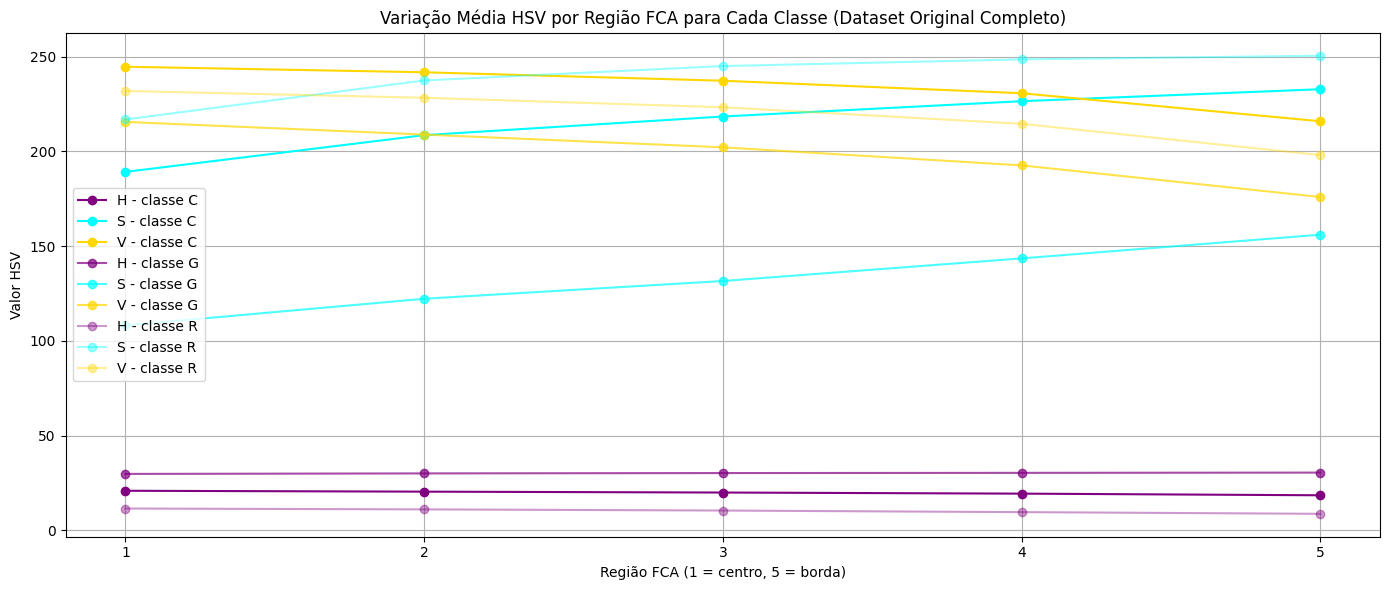 Variação Média HSV por Região FCA para Cada Classe (Dataset Original Completo)
Valor HSV
250
200
150
100
50
0
H - classe C
S - classe C
V - classe C
H - classe G
S - classe G
V - classe G
H - classe R
S - classe R
V - classe R
1 2 3 4 5
Região FCA (1 = centro, 5 = borda)